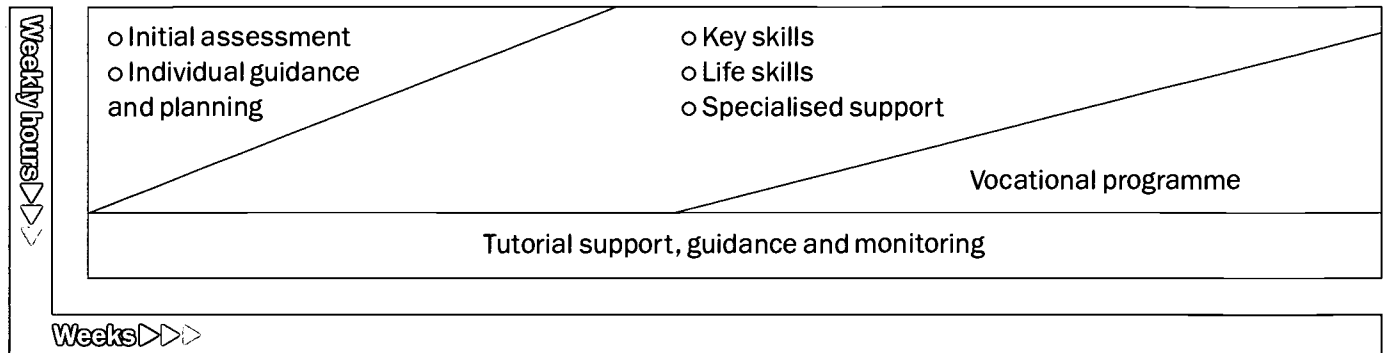 Weekly hours
○ Initial assessment
○ Individual guidance
and planning
○ Key skills
○ Life skills
○ Specialised support
Vocational programme
Tutorial support, guidance and monitoring
Weeks